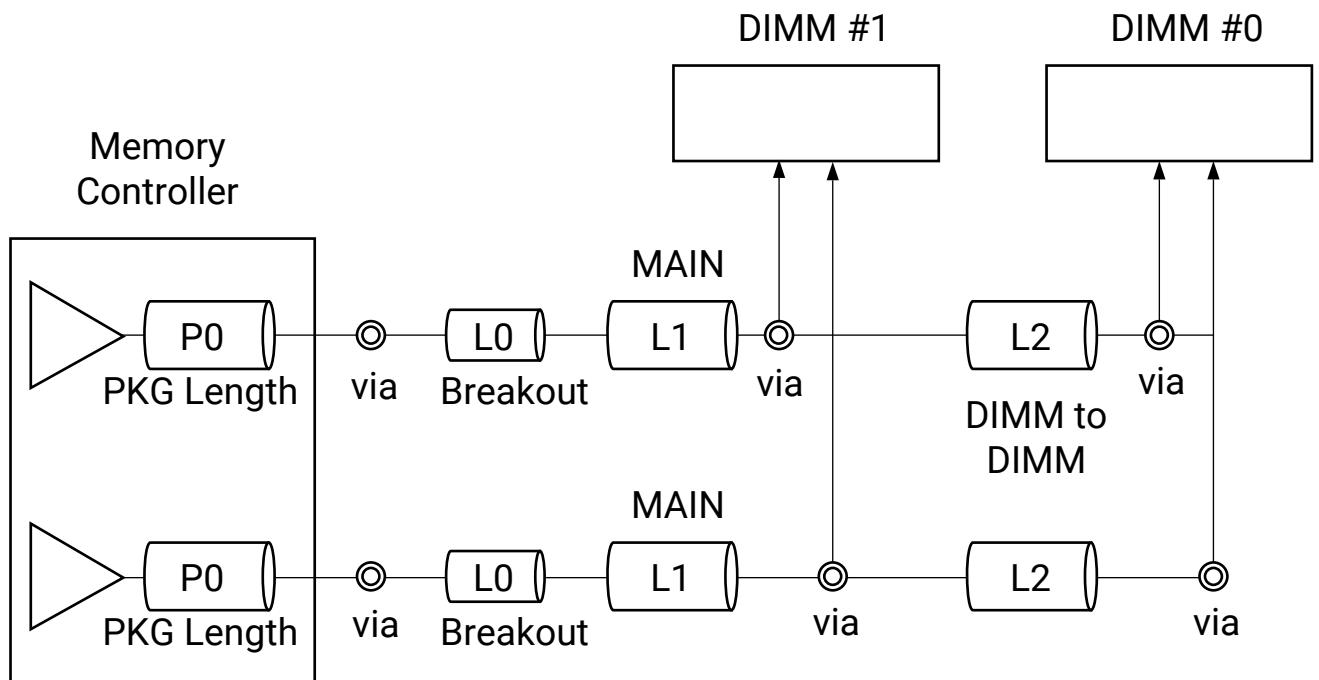 DIMM #1
DIMM #0
Memory
Controller
MAIN
P0
L0
L1
L2
PKG Length
via
Breakout
via
via
DIMM to
DIMM
MAIN
P0
L0
L1
L2
PKG Length
via
Breakout
via
via